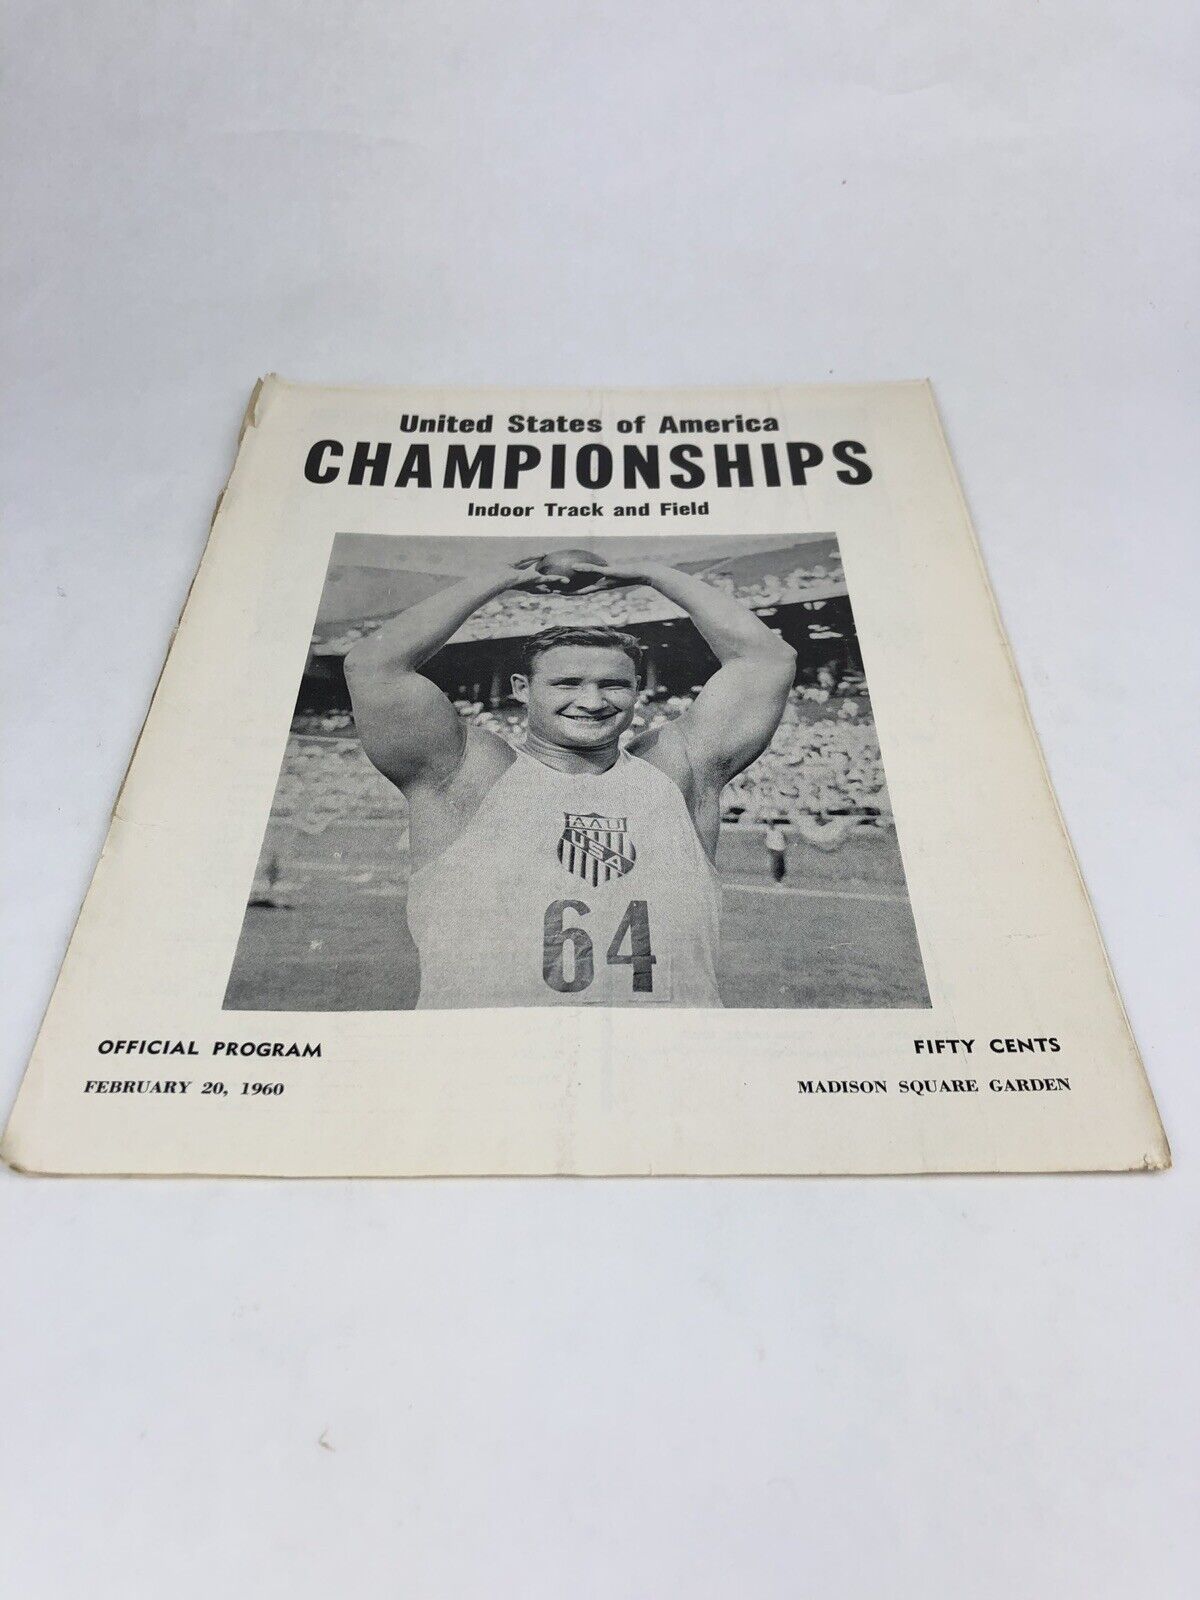 United States of America
CHAMPIONSHIPS
Indoor Track and Field
AAU
USA
64
OFFICIAL PROGRAM
FEBRUARY 20, 1960
FIFTY CENTS
MADISON SQUARE GARDEN